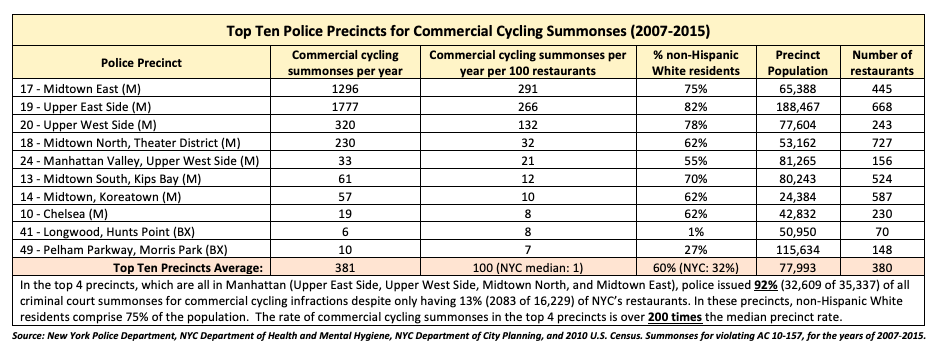 Top Ten Police Precincts for Commercial Cycling Summonses (2007-2015)
Police Precinct | Commercial cycling summonses per year | Commercial cycling summonses per year per 100 restaurants | % non-Hispanic White residents | Precinct Population | Number of restaurants
17 - Midtown East (M) 1296 291 75% 65,388 445
19 - Upper East Side (M) 1777 266 82% 188,467 668
20 - Upper West Side (M) 320 132 78% 77,604 243
18 - Midtown North, Theater District (M) 230 32 62% 53,162 727
24 - Manhattan Valley, Upper West Side (M) 33 21 55% 81,265 156
13 - Midtown South, Kips Bay (M) 61 12 70% 80,243 524
14 - Midtown, Koreatown (M) 57 10 62% 24,384 587
10 - Chelsea (M) 19 8 62% 42,832 230
41 - Longwood, Hunts Point (BX) 6 8 1% 50,950 70
49 - Pelham Parkway, Morris Park (BX) 10 7 27% 115,634 148
Top Ten Precincts Average: 381 100 (NYC median: 1) 60% (NYC: 32%) 77,993 380
In the top 4 precincts, which are all in Manhattan (Upper East Side, Upper West Side, Midtown North, and Midtown East), police issued 92% (32,609 of 35,337) of all
criminal court summonses for commercial cycling infractions despite only having 13% (2083 of 16,229) of NYC's restaurants. In these precincts, non-Hispanic White
residents comprise 75% of the population. The rate of commercial cycling summonses in the top 4 precincts is over 200 times the median precinct rate.
Source: New York Police Department, NYC Department of Health and Mental Hygiene, NYC Department of City Planning, and 2010 U.S. Census. Summonses for violating AC 10-157, for the years of 2007-2015.